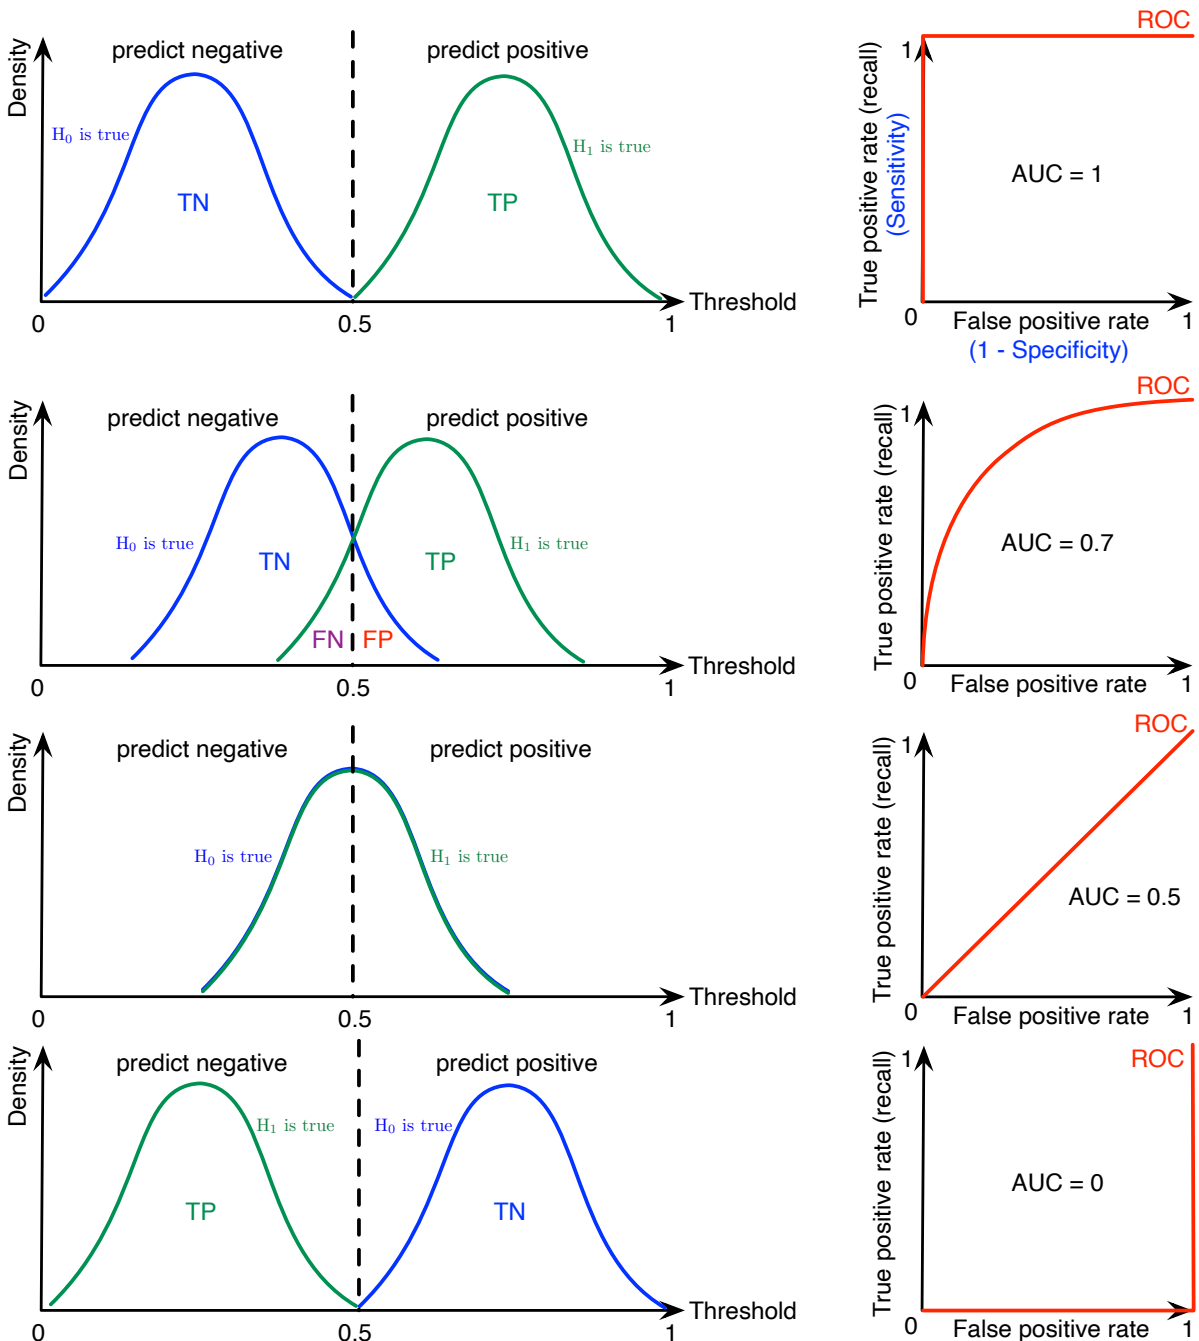 predict negative
predict positive
Density
H₀ is true
H₁ is true
TN
TP
Threshold
0
0.5
1
ROC
1
True positive rate (recall)
(Sensitivity)
AUC = 1
0
False positive rate
1
(1 - Specificity)
predict negative
predict positive
Density
H₀ is true
H₁ is true
TN
TP
FN
FP
Threshold
0
0.5
1
ROC
1
True positive rate (recall)
AUC = 0.7
0
False positive rate
1
predict negative
predict positive
Density
H₀ is true
H₁ is true
Threshold
0
0.5
1
ROC
1
True positive rate (recall)
AUC = 0.5
0
False positive rate
1
predict negative
predict positive
Density
H₁ is true
H₀ is true
TP
TN
Threshold
0
0.5
1
ROC
1
True positive rate (recall)
AUC = 0
0
False positive rate
1